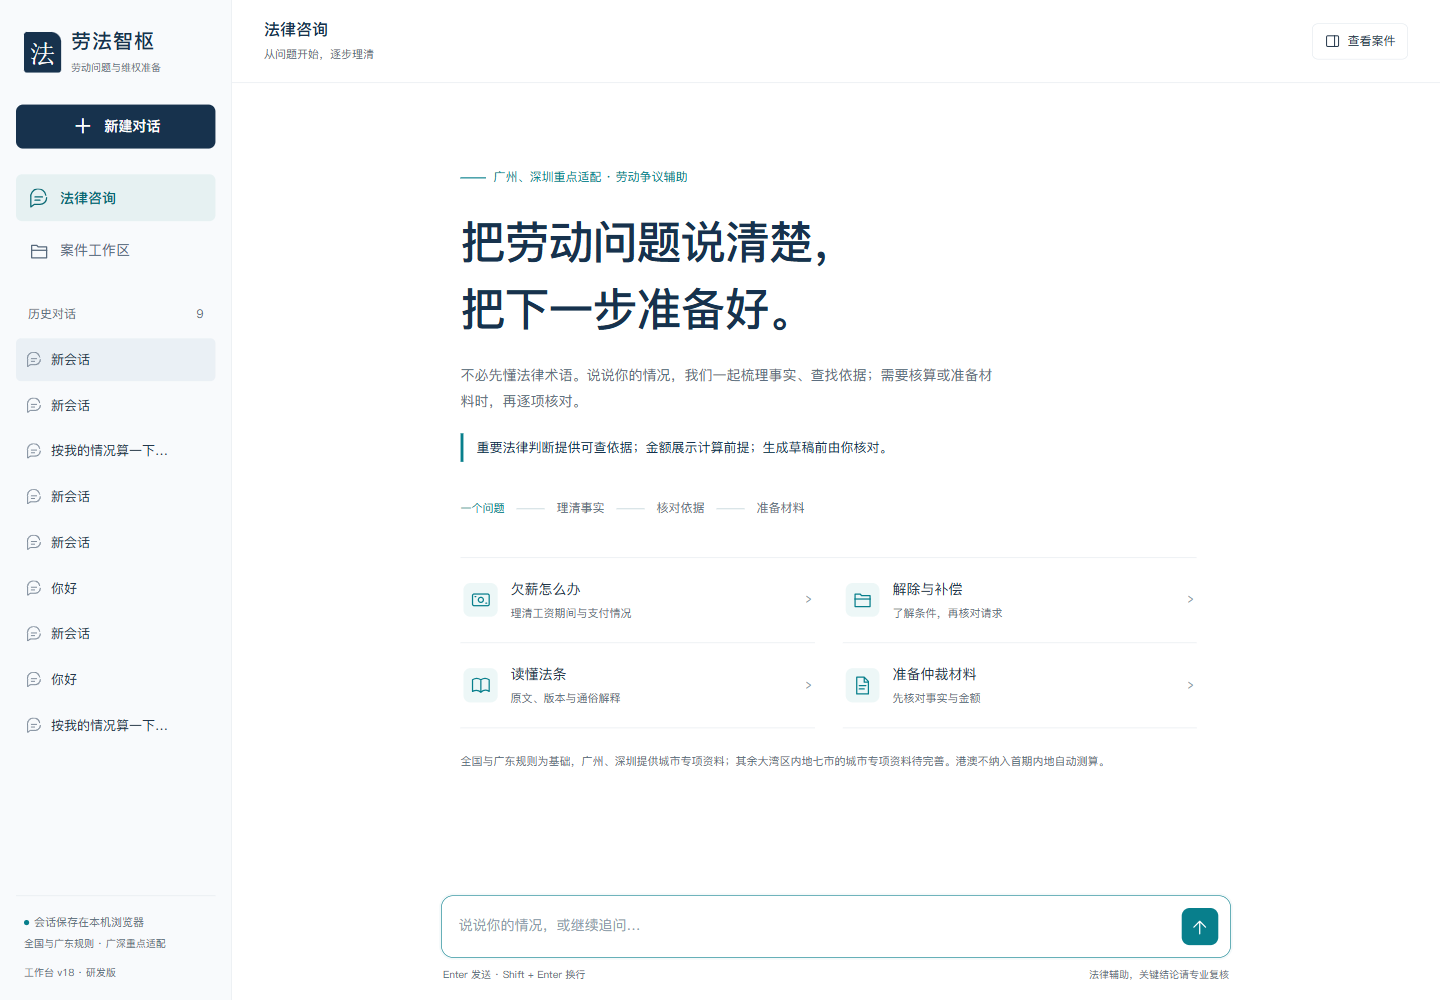 法
劳法智枢
劳动问题与维权准备
新建对话
法律咨询
案件工作区
历史对话 9
新会话
新会话
按我的情况算一下...
新会话
新会话
你好
新会话
你好
按我的情况算一下...
会话保存在本机浏览器
全国与广东规则 · 广深重点适配
工作台 v18 · 研发版
法律咨询
从问题开始，逐步理清
查看案件
广州、深圳重点适配 · 劳动争议辅助
把劳动问题说清楚，
把下一步准备好。
不必先懂法律术语。说说你的情况，我们一起梳理事实、查找依据；需要核算或准备材
料时，再逐项核对。
重要法律判断提供可查依据；金额展示计算前提；生成草稿前由你核对。
一个问题 理清事实 核对依据 准备材料
欠薪怎么办
理清工资期间与支付情况
解除与补偿
了解条件，再核对请求
读懂法条
原文、版本与通俗解释
准备仲裁材料
先核对事实与金额
全国与广东规则为基础，广州、深圳提供城市专项资料；其余大湾区内地七市的城市专项资料待完善。港澳不纳入首期内地自动测算。
说说你的情况，或继续追问...
Enter 发送 · Shift + Enter 换行
法律辅助，关键结论请专业复核